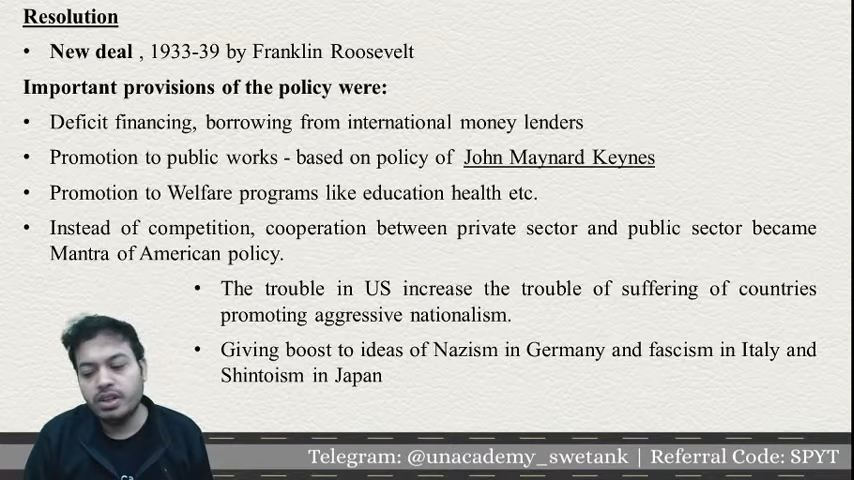 Resolution
• New deal , 1933-39 by Franklin Roosevelt
Important provisions of the policy were:
• Deficit financing, borrowing from international money lenders
• Promotion to public works - based on policy of John Maynard Keynes
• Promotion to Welfare programs like education health etc.
• Instead of competition, cooperation between private sector and public sector became
Mantra of American policy.
• The trouble in US increase the trouble of suffering of countries
promoting aggressive nationalism.
• Giving boost to ideas of Nazism in Germany and fascism in Italy and
Shintoism in Japan
Telegram: @unacademy_swetank | Referral Code: SPYT